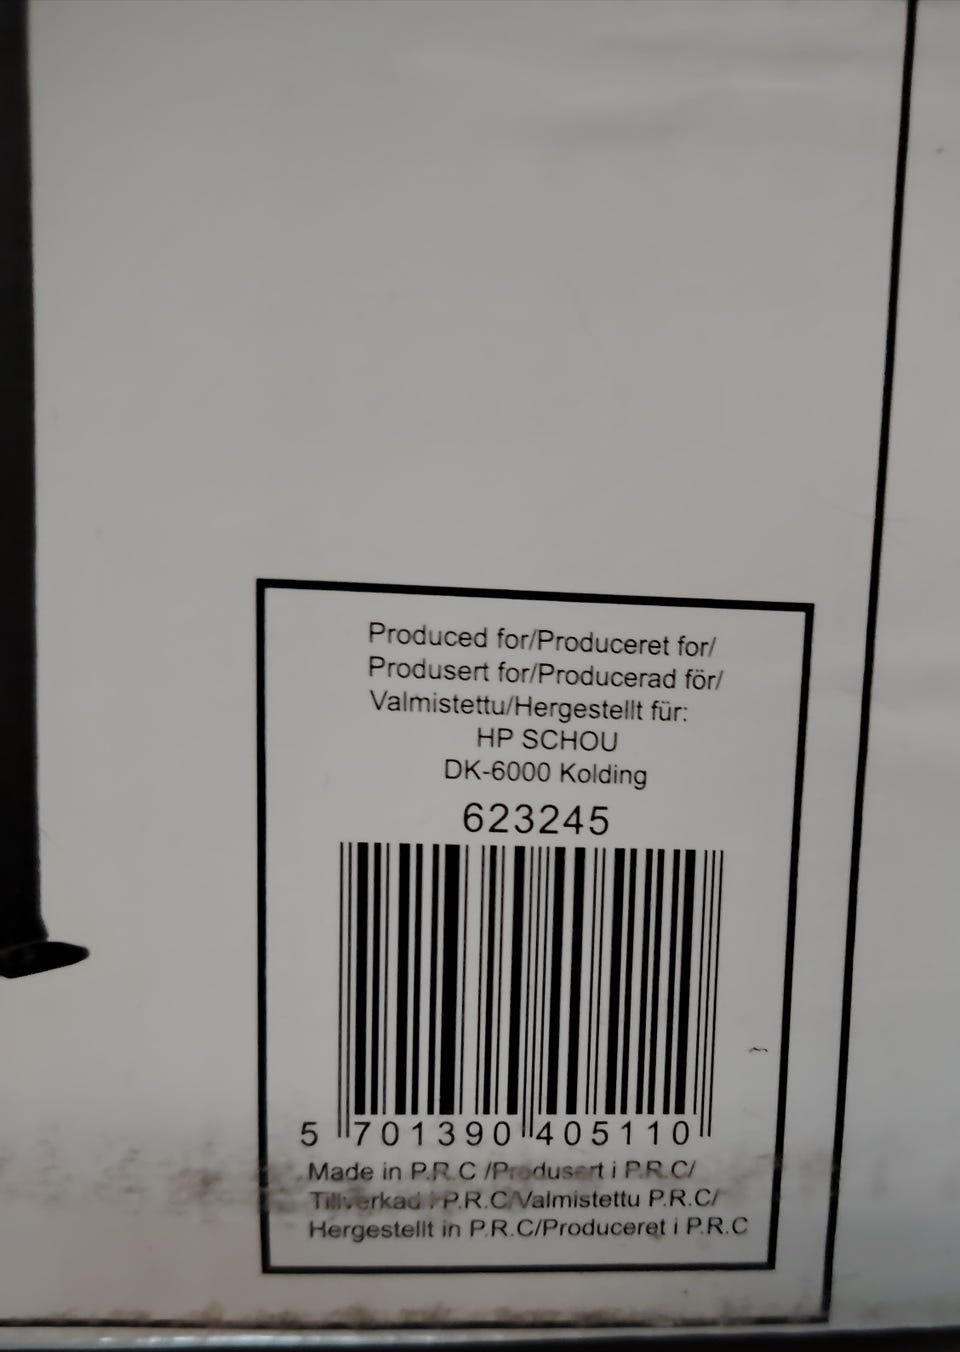 Produced for/Produceret for/
Produsert for/Producerad för/
Valmistettu/Hergestellt für:
HP SCHOU
DK-6000 Kolding
623245
5 701390 405110
Made in P.R.C /Produsert i P.R.C/
Tillverkad i P.R.C/Valmistettu P.R.C/
Hergestellt in P.R.C/Produceret i P.R.C